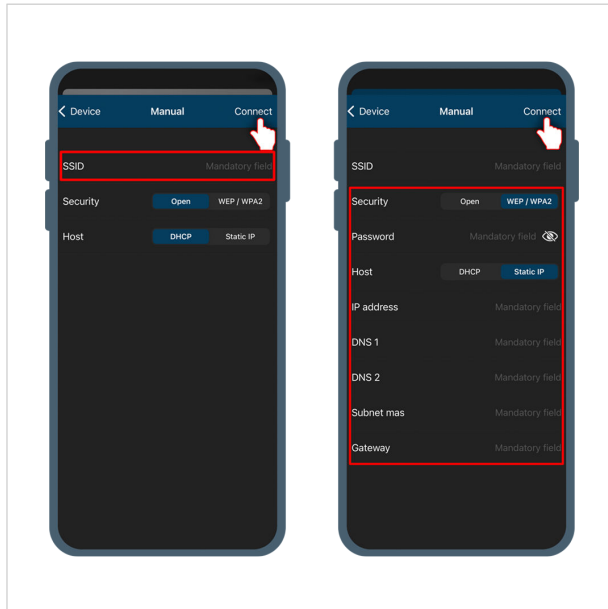 Device Manual Connect
SSID Mandatory field
Security Open WEP / WPA2
Host DHCP Static IP
Device Manual Connect
SSID Mandatory field
Security Open WEP / WPA2
Password Mandatory field
Host DHCP Static IP
IP address Mandatory field
DNS 1 Mandatory field
DNS 2 Mandatory field
Subnet mas Mandatory field
Gateway Mandatory field